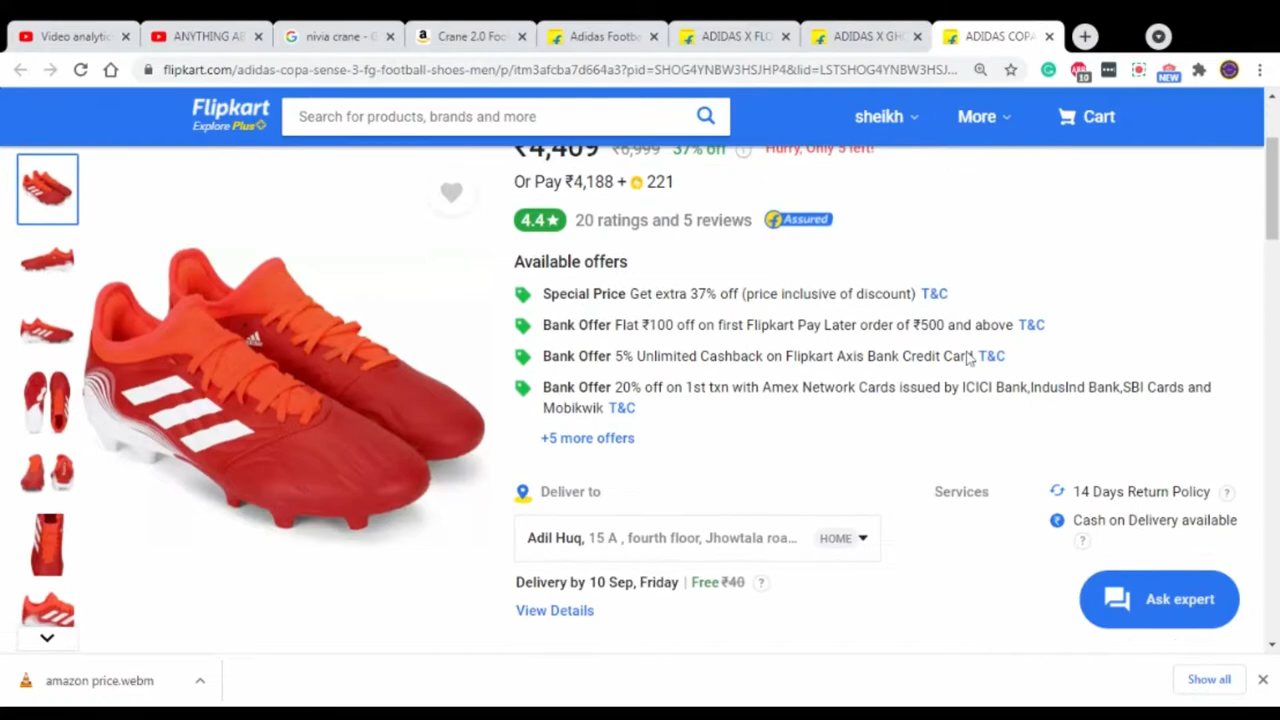 Video analytic
ANYTHING AB
nivia crane - G
Crane 2.0 Foo
Adidas Footb
ADIDAS X FLO
ADIDAS X GH
ADIDAS COPA
flipkart.com/adidas-copa-sense-3-fg-football-shoes-men/p/itm3afcba7d664a3?pid=SHOG4YNBW3HSJHP4&lid=LSTSHOG4YNBW3HSJ...
10
NEW
Flipkart
Explore Plus
Search for products, brands and more
sheikh
More
Cart
₹4,409 ₹6,999 37% off Hurry, Only 5 left!
Or Pay ₹4,188 + 221
4.4★ 20 ratings and 5 reviews Assured
Available offers
Special Price Get extra 37% off (price inclusive of discount) T&C
Bank Offer Flat ₹100 off on first Flipkart Pay Later order of ₹500 and above T&C
Bank Offer 5% Unlimited Cashback on Flipkart Axis Bank Credit Card T&C
Bank Offer 20% off on 1st txn with Amex Network Cards issued by ICICI Bank,IndusInd Bank,SBI Cards and
Mobikwik T&C
+5 more offers
Deliver to
Services
14 Days Return Policy ?
Cash on Delivery available
?
Adil Huq, 15 A , fourth floor, Jhowtala roa... HOME
Delivery by 10 Sep, Friday | Free ₹40 ?
View Details
Ask expert
amazon price.webm
Show all